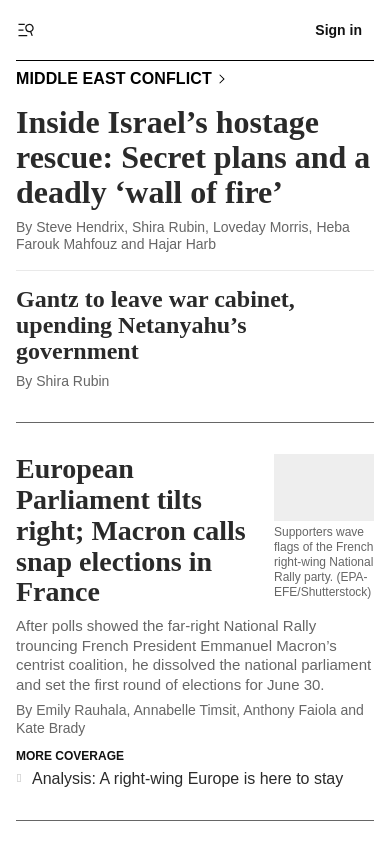 Sign in
MIDDLE EAST CONFLICT
Inside Israel’s hostage
rescue: Secret plans and a
deadly ‘wall of fire’
By Steve Hendrix, Shira Rubin, Loveday Morris, Heba
Farouk Mahfouz and Hajar Harb
Gantz to leave war cabinet,
upending Netanyahu’s
government
By Shira Rubin
European
Parliament tilts
right; Macron calls
snap elections in
France
Supporters wave
flags of the French
right-wing National
Rally party. (EPA-
EFE/Shutterstock)
After polls showed the far-right National Rally
trouncing French President Emmanuel Macron’s
centrist coalition, he dissolved the national parliament
and set the first round of elections for June 30.
By Emily Rauhala, Annabelle Timsit, Anthony Faiola and
Kate Brady
MORE COVERAGE
Analysis: A right-wing Europe is here to stay